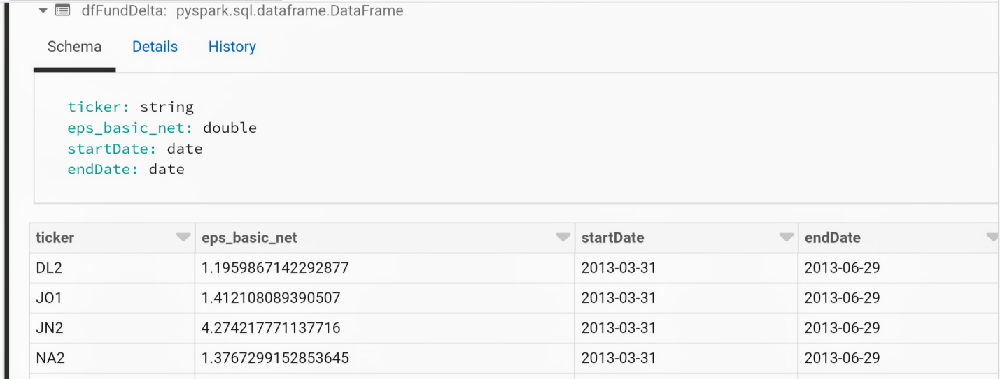 dfFundDelta: pyspark.sql.dataframe.DataFrame
Schema Details History
ticker: string
eps_basic_net: double
startDate: date
endDate: date
ticker eps_basic_net startDate endDate
DL2 1.1959867142292877 2013-03-31 2013-06-29
JO1 1.412108089390507 2013-03-31 2013-06-29
JN2 4.274217771137716 2013-03-31 2013-06-29
NA2 1.3767299152853645 2013-03-31 2013-06-29